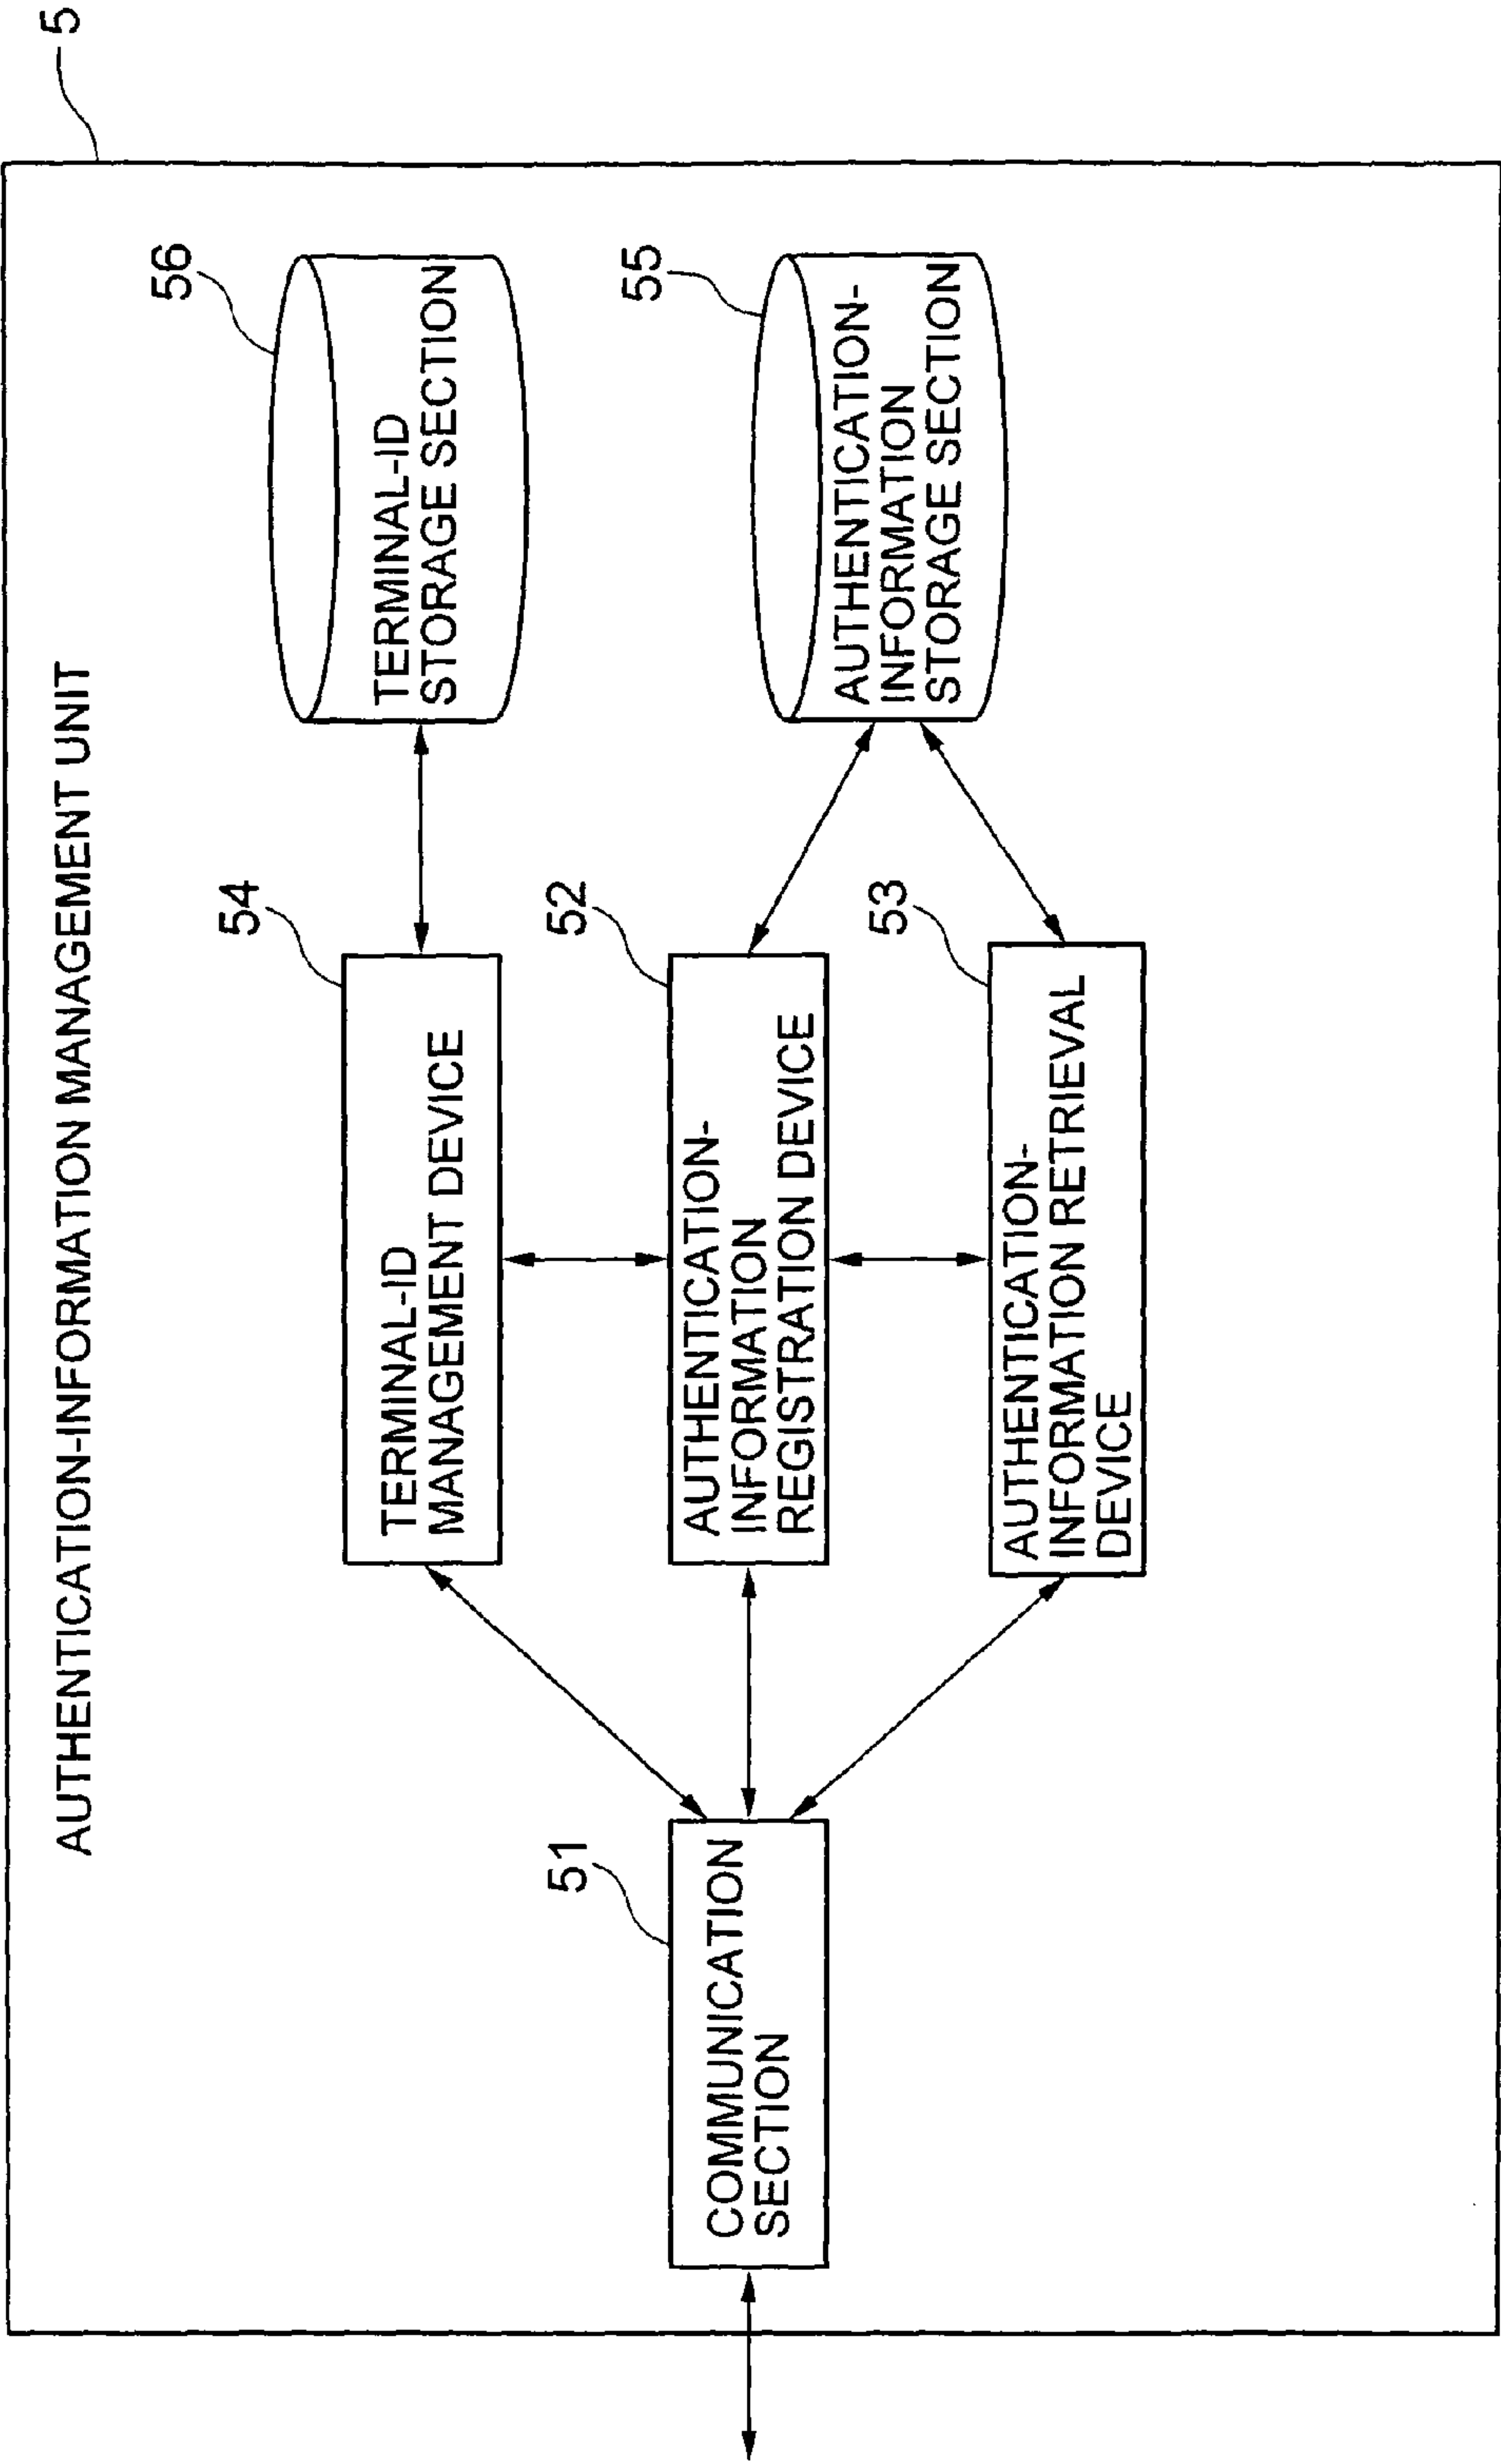 5
AUTHENTICATION-INFORMATION MANAGEMENT UNIT
56
TERMINAL-ID
STORAGE SECTION
54
TERMINAL-ID
MANAGEMENT DEVICE
51
COMMUNICATION
SECTION
52
AUTHENTICATION-
INFORMATION
REGISTRATION DEVICE
55
AUTHENTICATION-
INFORMATION
STORAGE SECTION
53
AUTHENTICATION-
INFORMATION RETRIEVAL
DEVICE